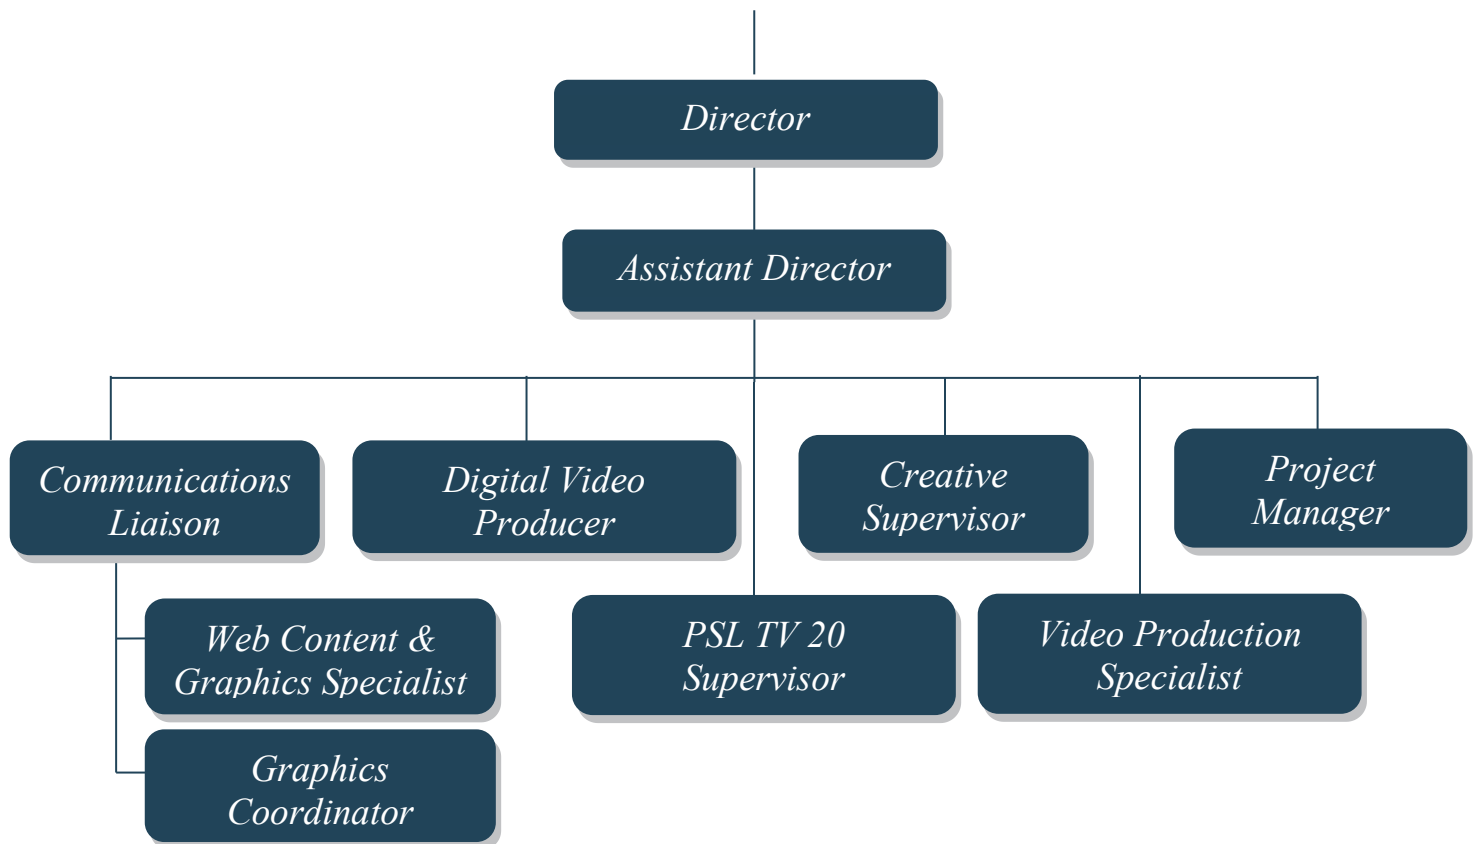 Director
Assistant Director
Communications
Liaison
Digital Video
Producer
Creative
Supervisor
Project
Manager
Web Content &
Graphics Specialist
PSL TV 20
Supervisor
Video Production
Specialist
Graphics
Coordinator